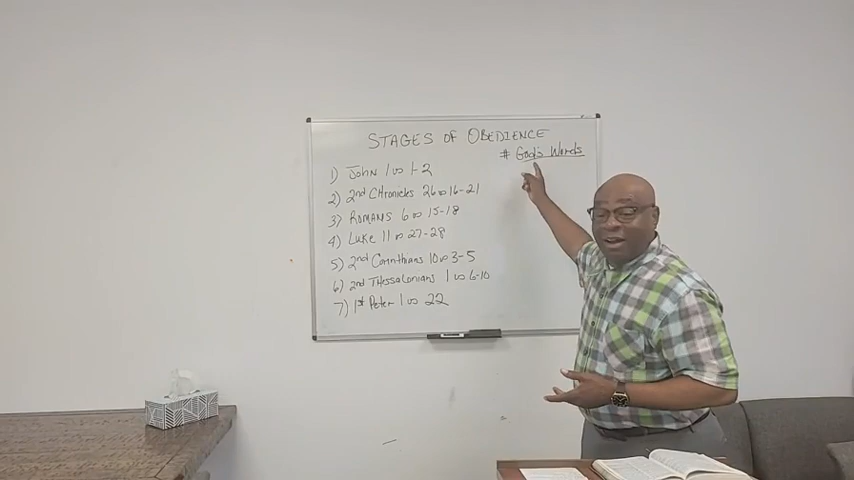 STAGES OF OBEDIENCE
# God's Words
1) John 1 vs 1-2
2) 2nd Chronicles 26 vs 16-21
3) Romans 6 vs 15-18
4) Luke 11 vs 27-28
5) 2nd Corinthians 10 vs 3-5
6) 2nd Thessalonians 1 vs 6-10
7) 1st Peter 1 vs 22